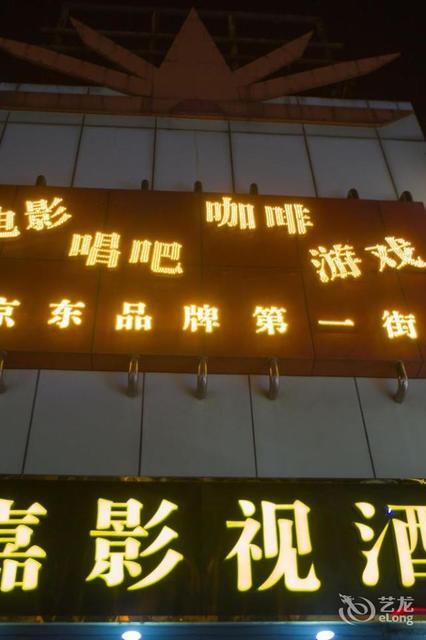 电影 唱吧 咖啡 游戏
京东品牌第一街
嘉影视酒
艺龙
eLong.com